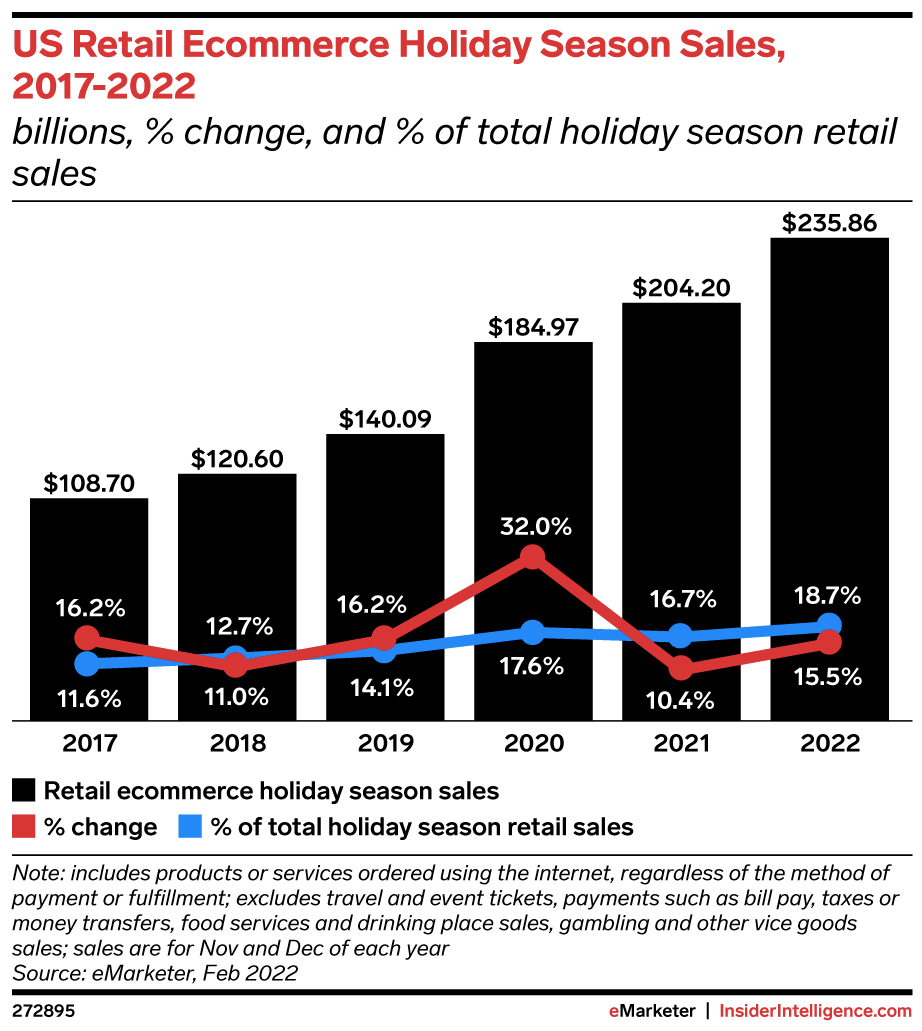 US Retail Ecommerce Holiday Season Sales,
2017-2022
billions, % change, and % of total holiday season retail
sales
$235.86
$204.20
$184.97
$140.09
$120.60
$108.70
32.0%
16.2%
12.7%
16.2%
16.7%
18.7%
11.6%
11.0%
14.1%
17.6%
10.4%
15.5%
2017 2018 2019 2020 2021 2022
Retail ecommerce holiday season sales
% change % of total holiday season retail sales
Note: includes products or services ordered using the internet, regardless of the method of
payment or fulfillment; excludes travel and event tickets, payments such as bill pay, taxes or
money transfers, food services and drinking place sales, gambling and other vice goods
sales; sales are for Nov and Dec of each year
Source: eMarketer, Feb 2022
272895 eMarketer | InsiderIntelligence.com